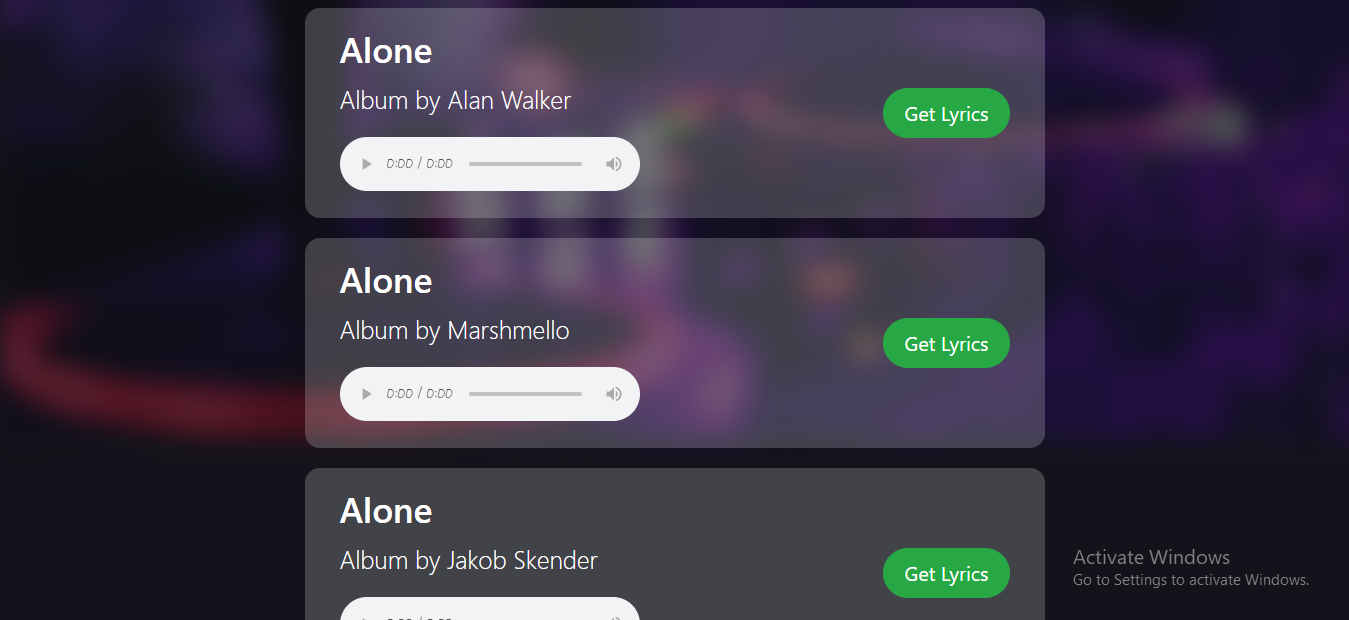 Alone
Album by Alan Walker
Get Lyrics
0:00 / 0:00
Alone
Album by Marshmello
Get Lyrics
0:00 / 0:00
Alone
Album by Jakob Skender
Get Lyrics
Activate Windows
Go to Settings to activate Windows.